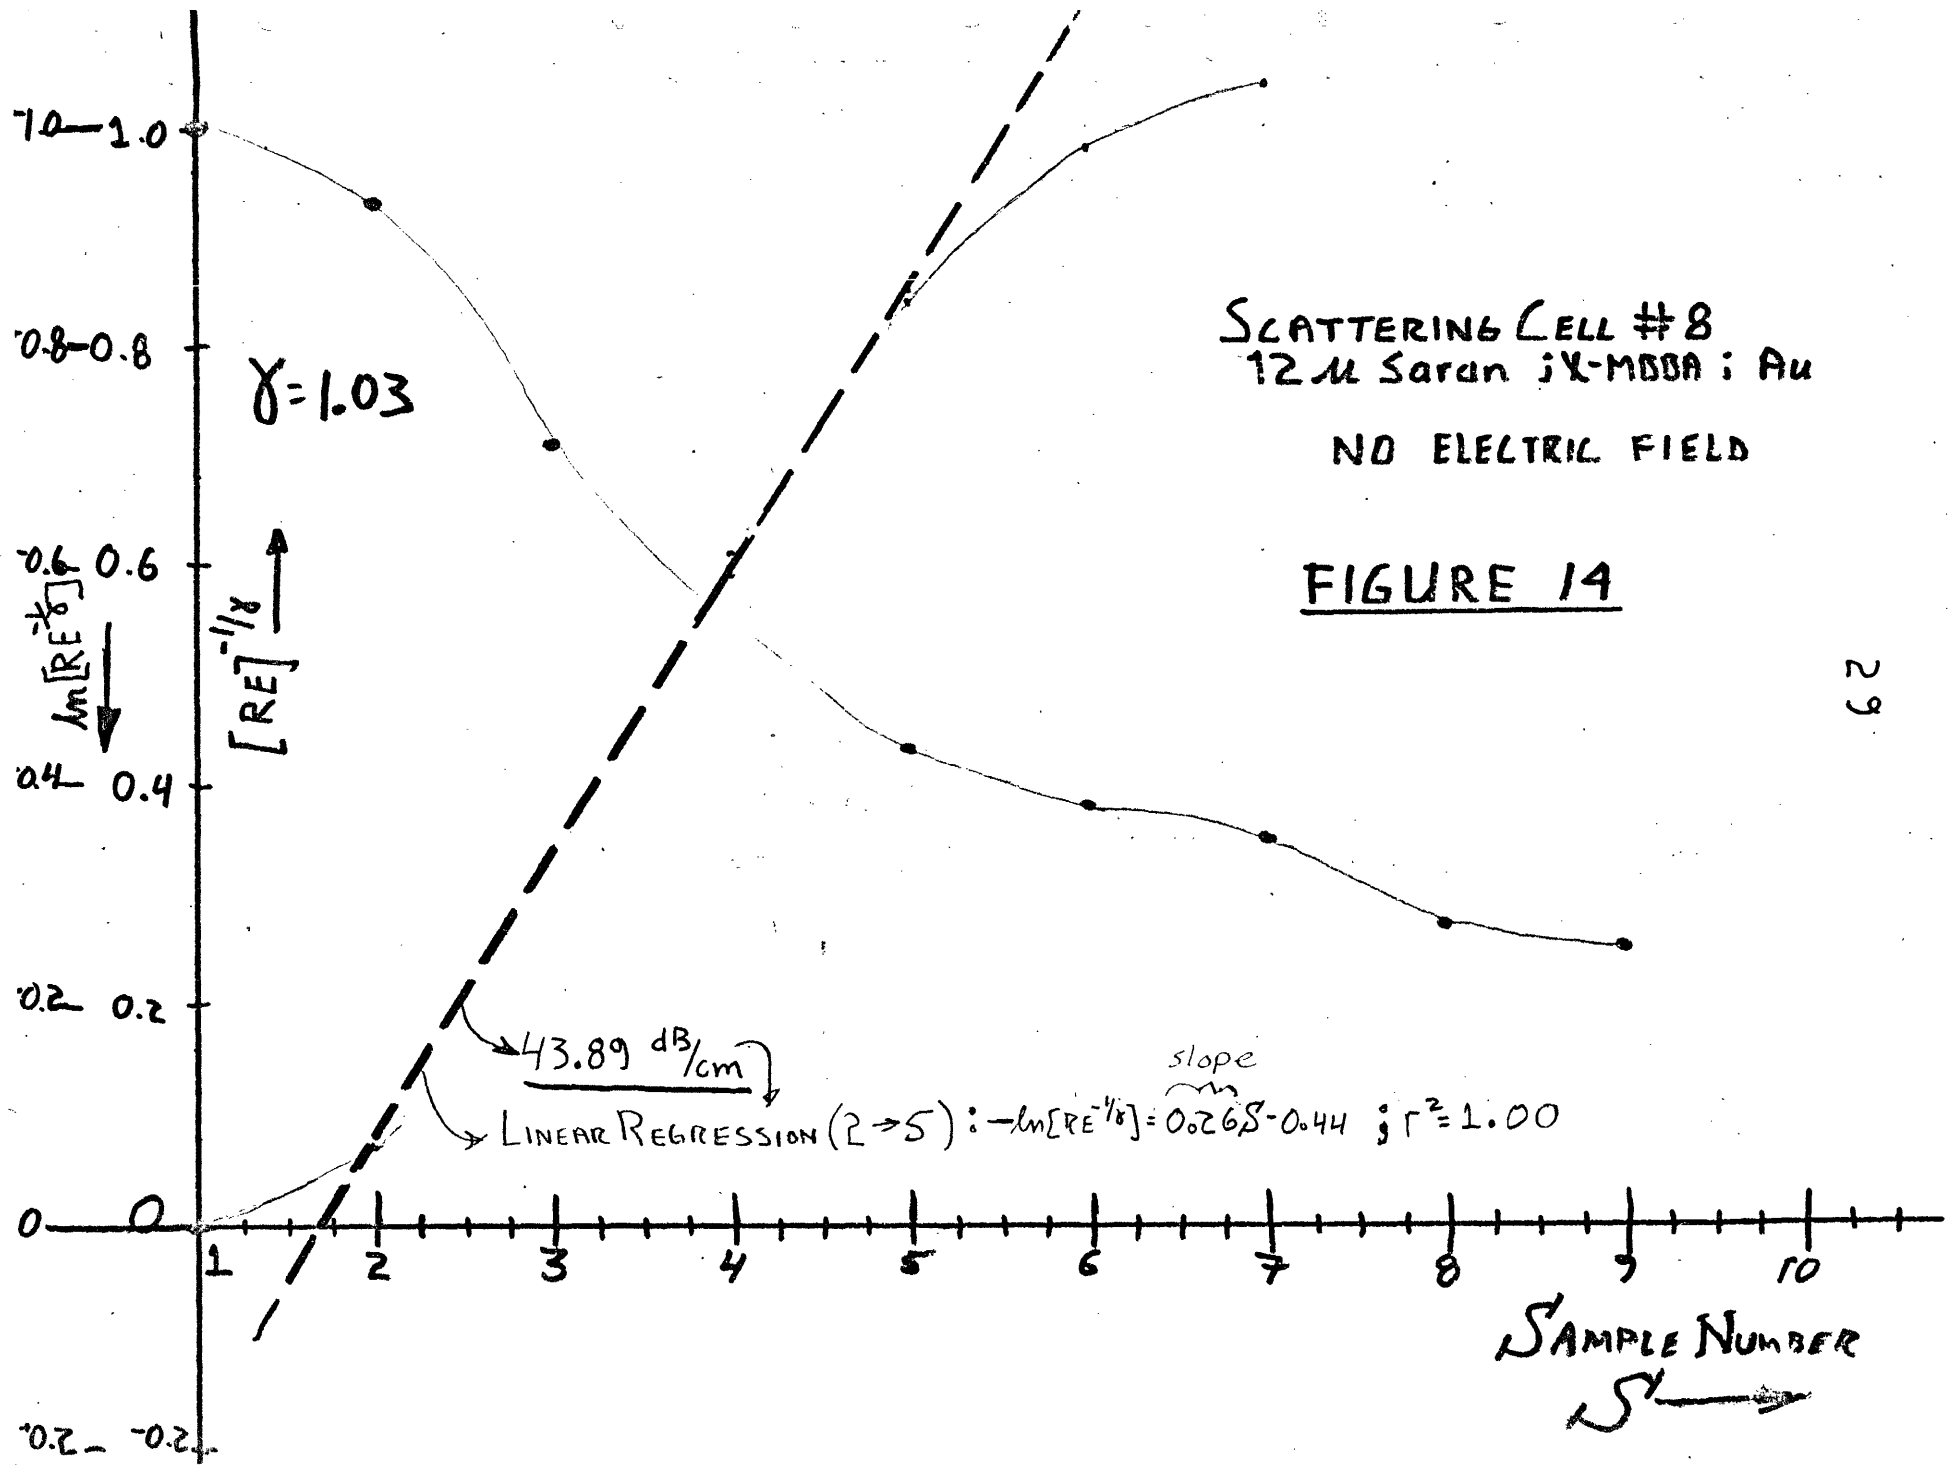 -1.0 1.0
-0.8 0.8
γ=1.03
SCATTERING CELL #8
12μ Saran ; γ-MBBA ; Au
NO ELECTRIC FIELD
-0.6 0.6
FIGURE 14
ln[RE^-1/γ]
[RE]^-1/γ
29
0.4 0.4
0.2 0.2
43.89 dB/cm
slope
LINEAR REGRESSION (2→5) : -ln[RE^-1/γ] = 0.26S-0.44 ; r²=1.00
0 0
1 2 3 4 5 6 7 8 9 10
SAMPLE NUMBER
S →
-0.2 -0.2